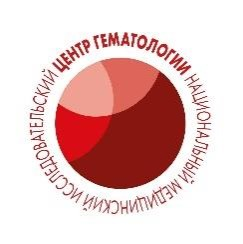 НАЦИОНАЛЬНЫЙ МЕДИЦИНСКИЙ ИССЛЕДОВАТЕЛЬСКИЙ
ЦЕНТР ГЕМАТОЛОГИИ